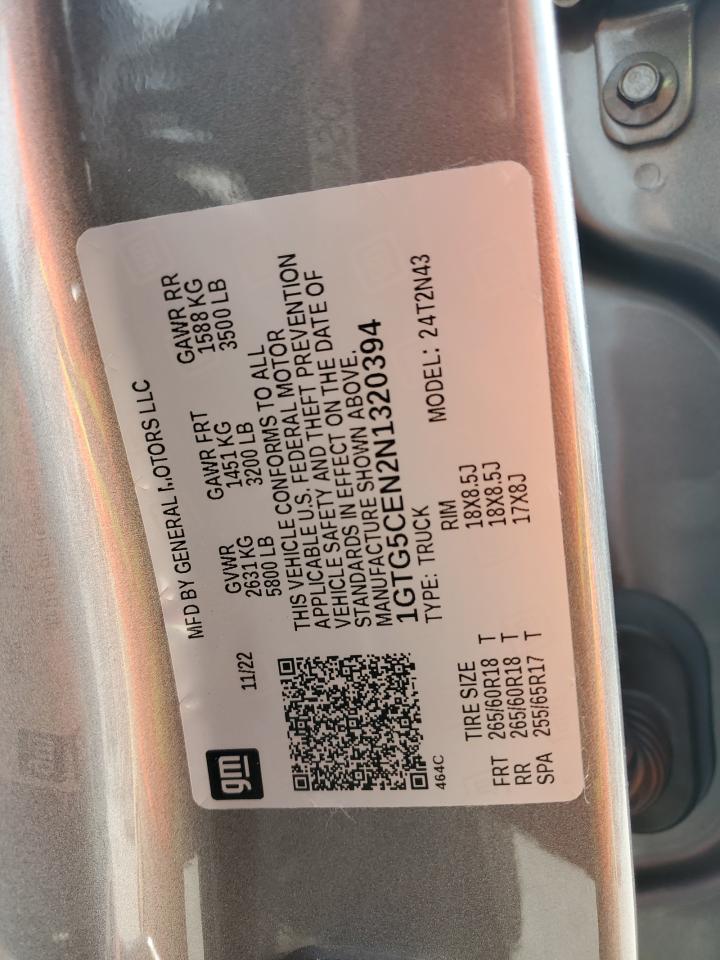 MFD BY GENERAL MOTORS LLC
gm
11/22
GVWR GAWR FRT GAWR RR
2631 KG 1451 KG 1588 KG
5800 LB 3200 LB 3500 LB
THIS VEHICLE CONFORMS TO ALL
APPLICABLE U.S. FEDERAL MOTOR
VEHICLE SAFETY AND THEFT PREVENTION
STANDARDS IN EFFECT ON THE DATE OF
MANUFACTURE SHOWN ABOVE.
1GTG5CEN2N1320394
TYPE: TRUCK MODEL: 24T2N43
464C
TIRE SIZE RIM
FRT 265/60R18 T 18X8.5J
RR 265/60R18 T 18X8.5J
SPA 255/65R17 T 17X8J